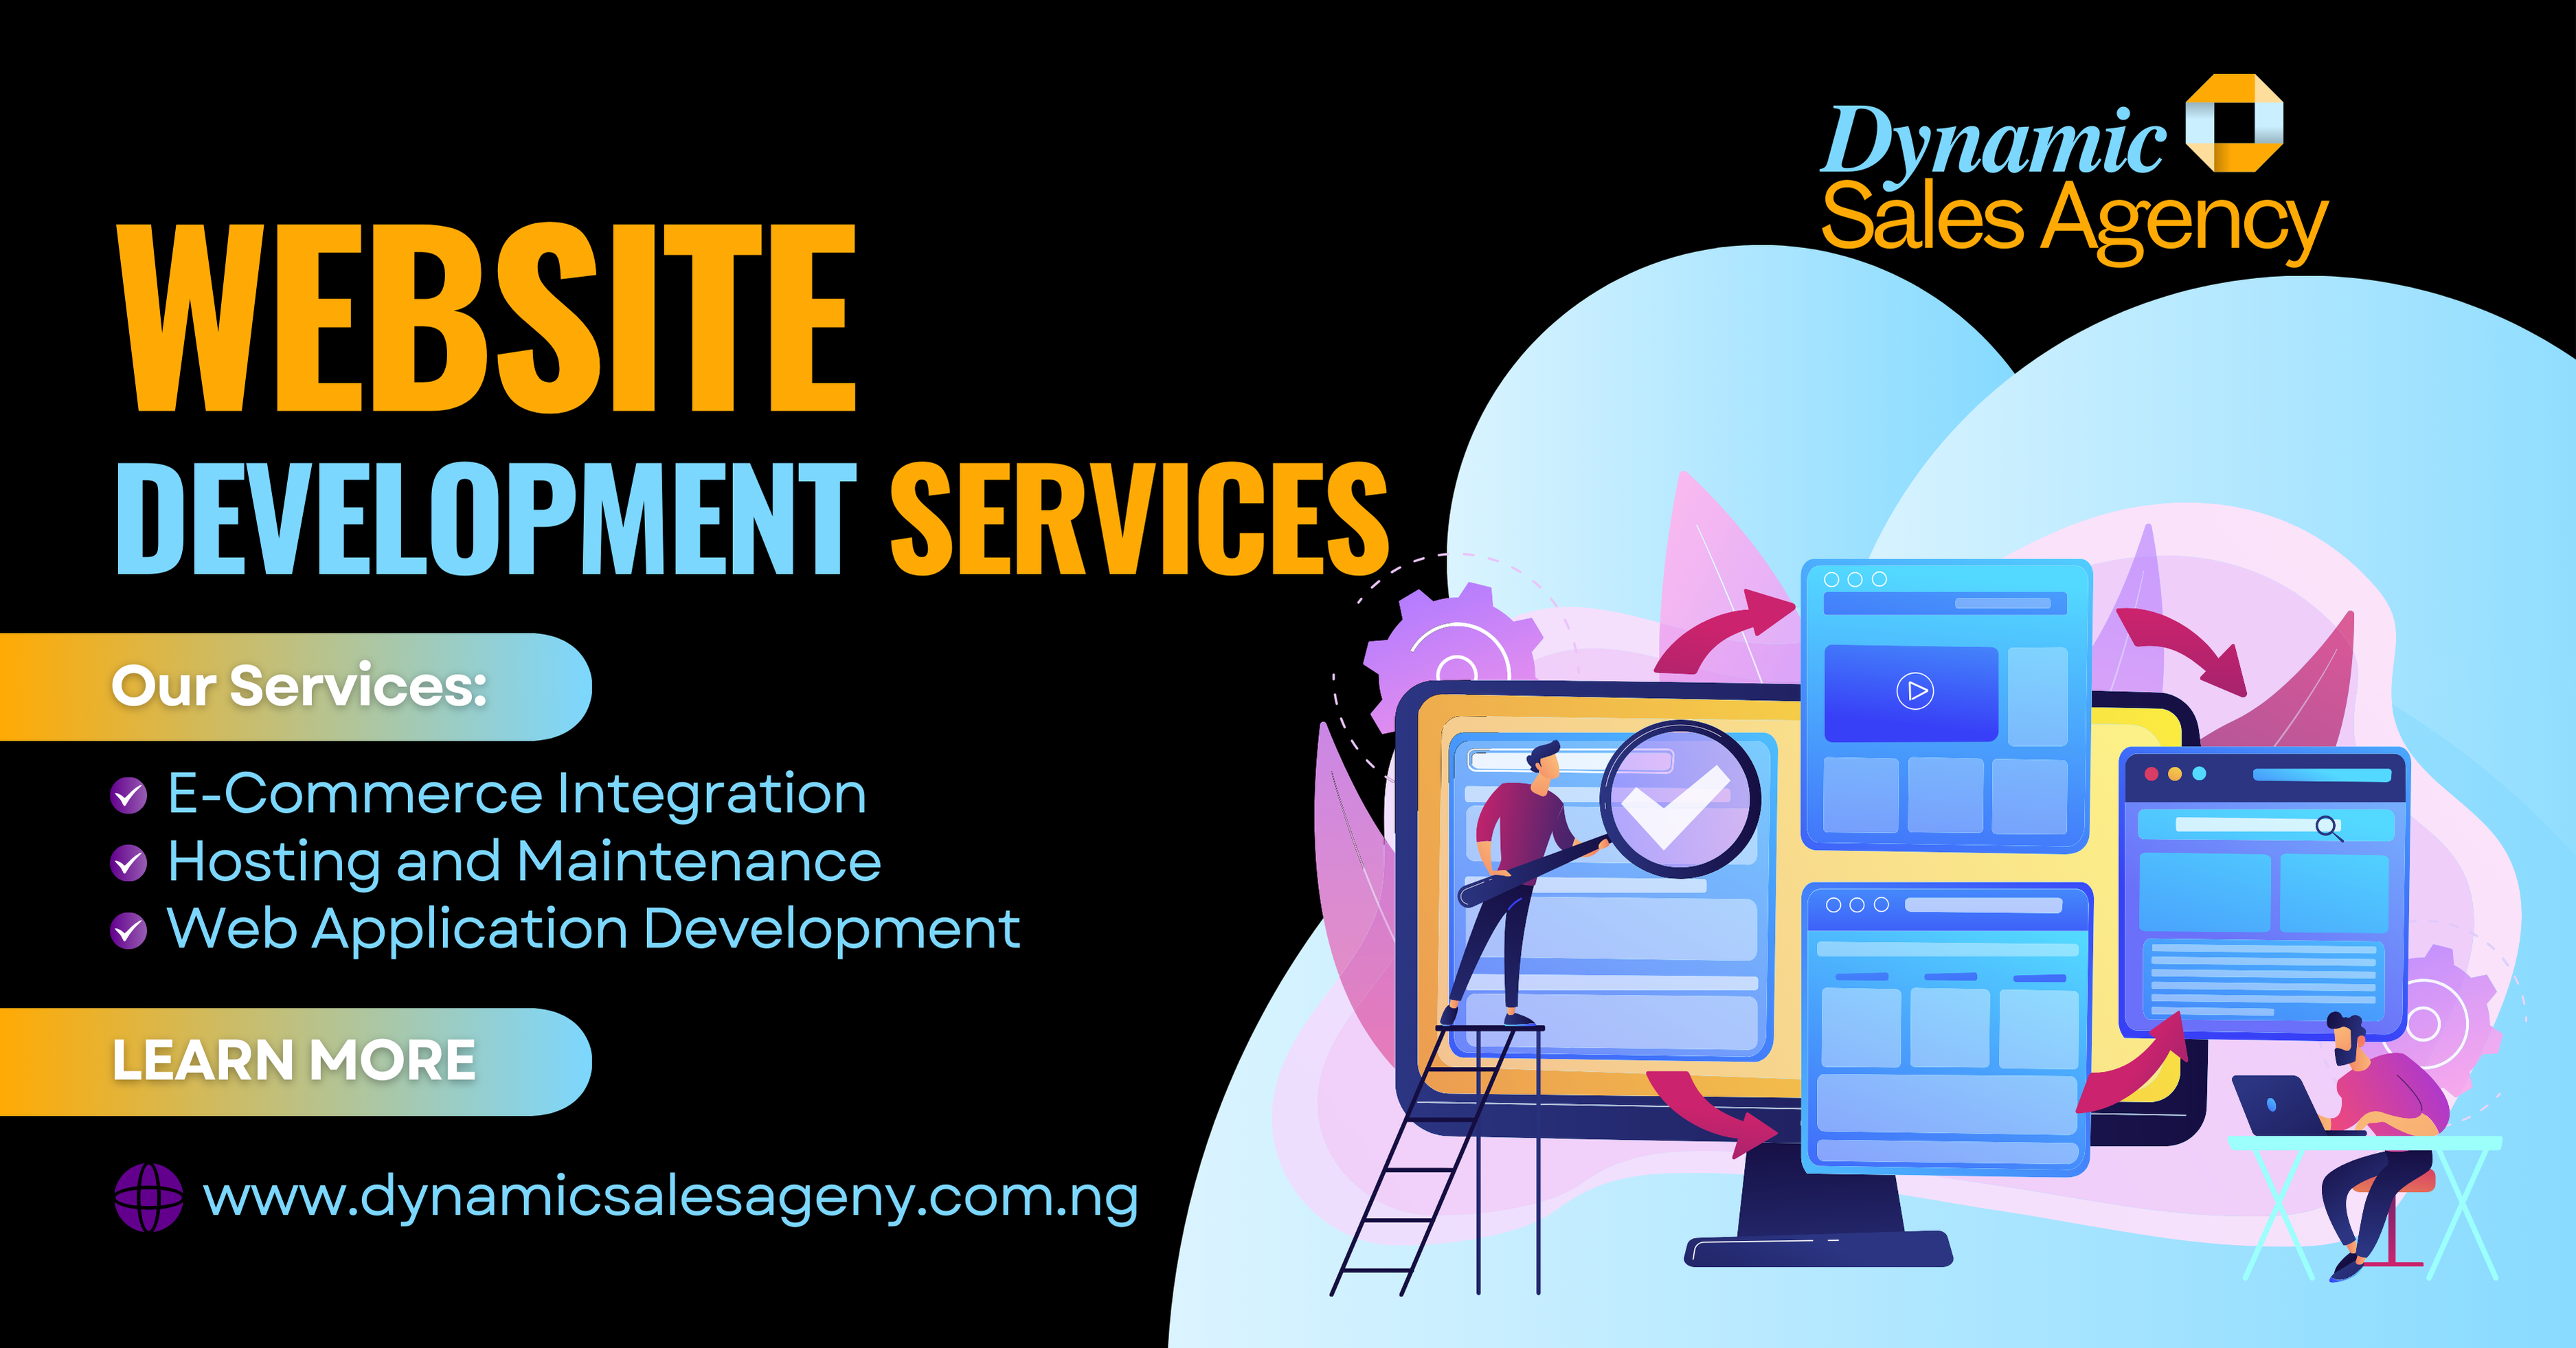 Dynamic
Sales Agency
WEBSITE
DEVELOPMENT SERVICES
Our Services:
E-Commerce Integration
Hosting and Maintenance
Web Application Development
LEARN MORE
www.dynamicsalesageny.com.ng